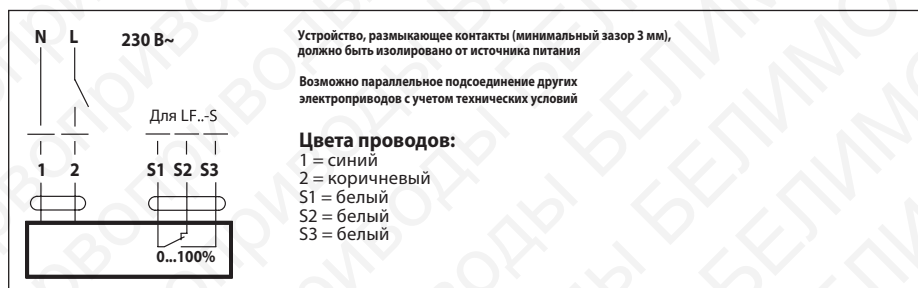 N L 230 В~
Для LF..-S
1 2 S1 S2 S3
0...100%
Устройство, размыкающее контакты (минимальный зазор 3 мм),
должно быть изолировано от источника питания
Возможно параллельное подсоединение других
электроприводов с учетом технических условий
Цвета проводов:
1 = синий
2 = коричневый
S1 = белый
S2 = белый
S3 = белый